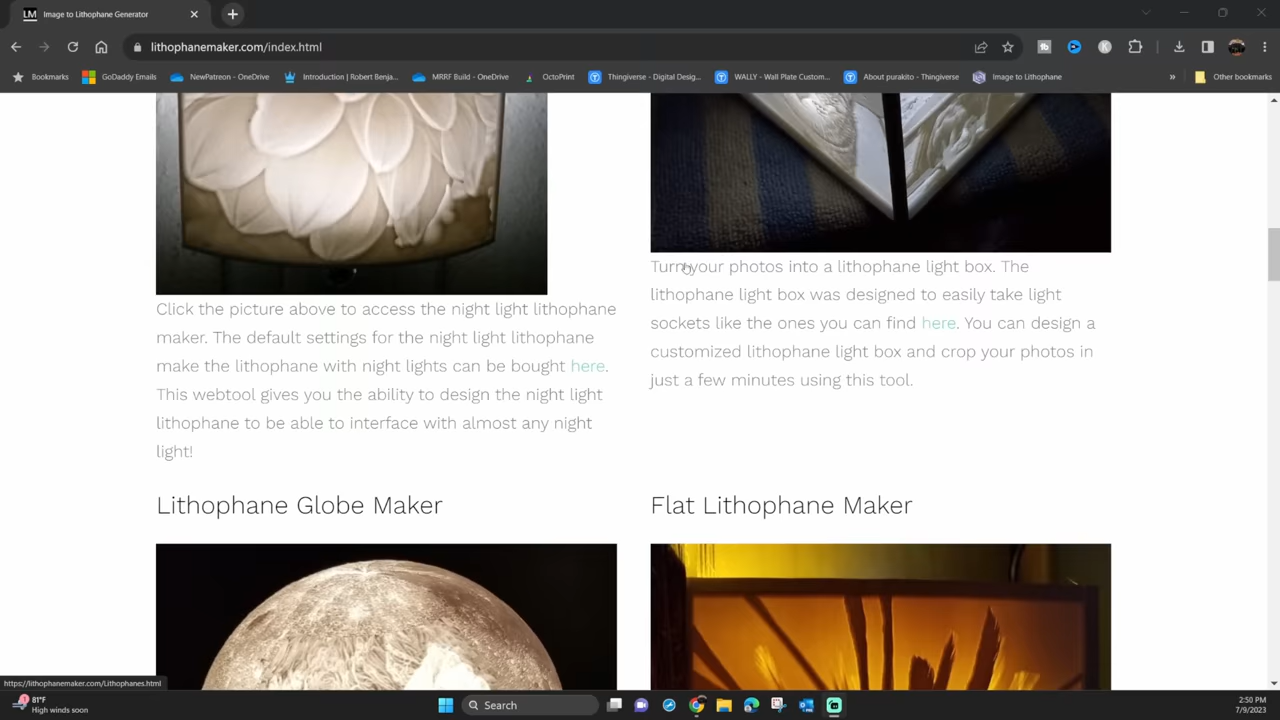 LM Image to Lithophane Generator
lithophanemaker.com/index.html
Bookmarks GoDaddy Emails NewPatreon - OneDrive Introduction | Robert Benja... MRRF Build - OneDrive OctoPrint Thingiverse - Digital Desig... WALLY - Wall Plate Custom... About purakito - Thingiverse Image to Lithophane » Other bookmarks
Click the picture above to access the night light lithophane
maker. The default settings for the night light lithophane
make the lithophane with night lights can be bought here.
This webtool gives you the ability to design the night light
lithophane to be able to interface with almost any night
light!
Turn your photos into a lithophane light box. The
lithophane light box was designed to easily take light
sockets like the ones you can find here. You can design a
customized lithophane light box and crop your photos in
just a few minutes using this tool.
Lithophane Globe Maker
Flat Lithophane Maker
https://lithophanemaker.com/Lithophanes.html
1 81°F
High winds soon
Search
2:50 PM
7/9/2023